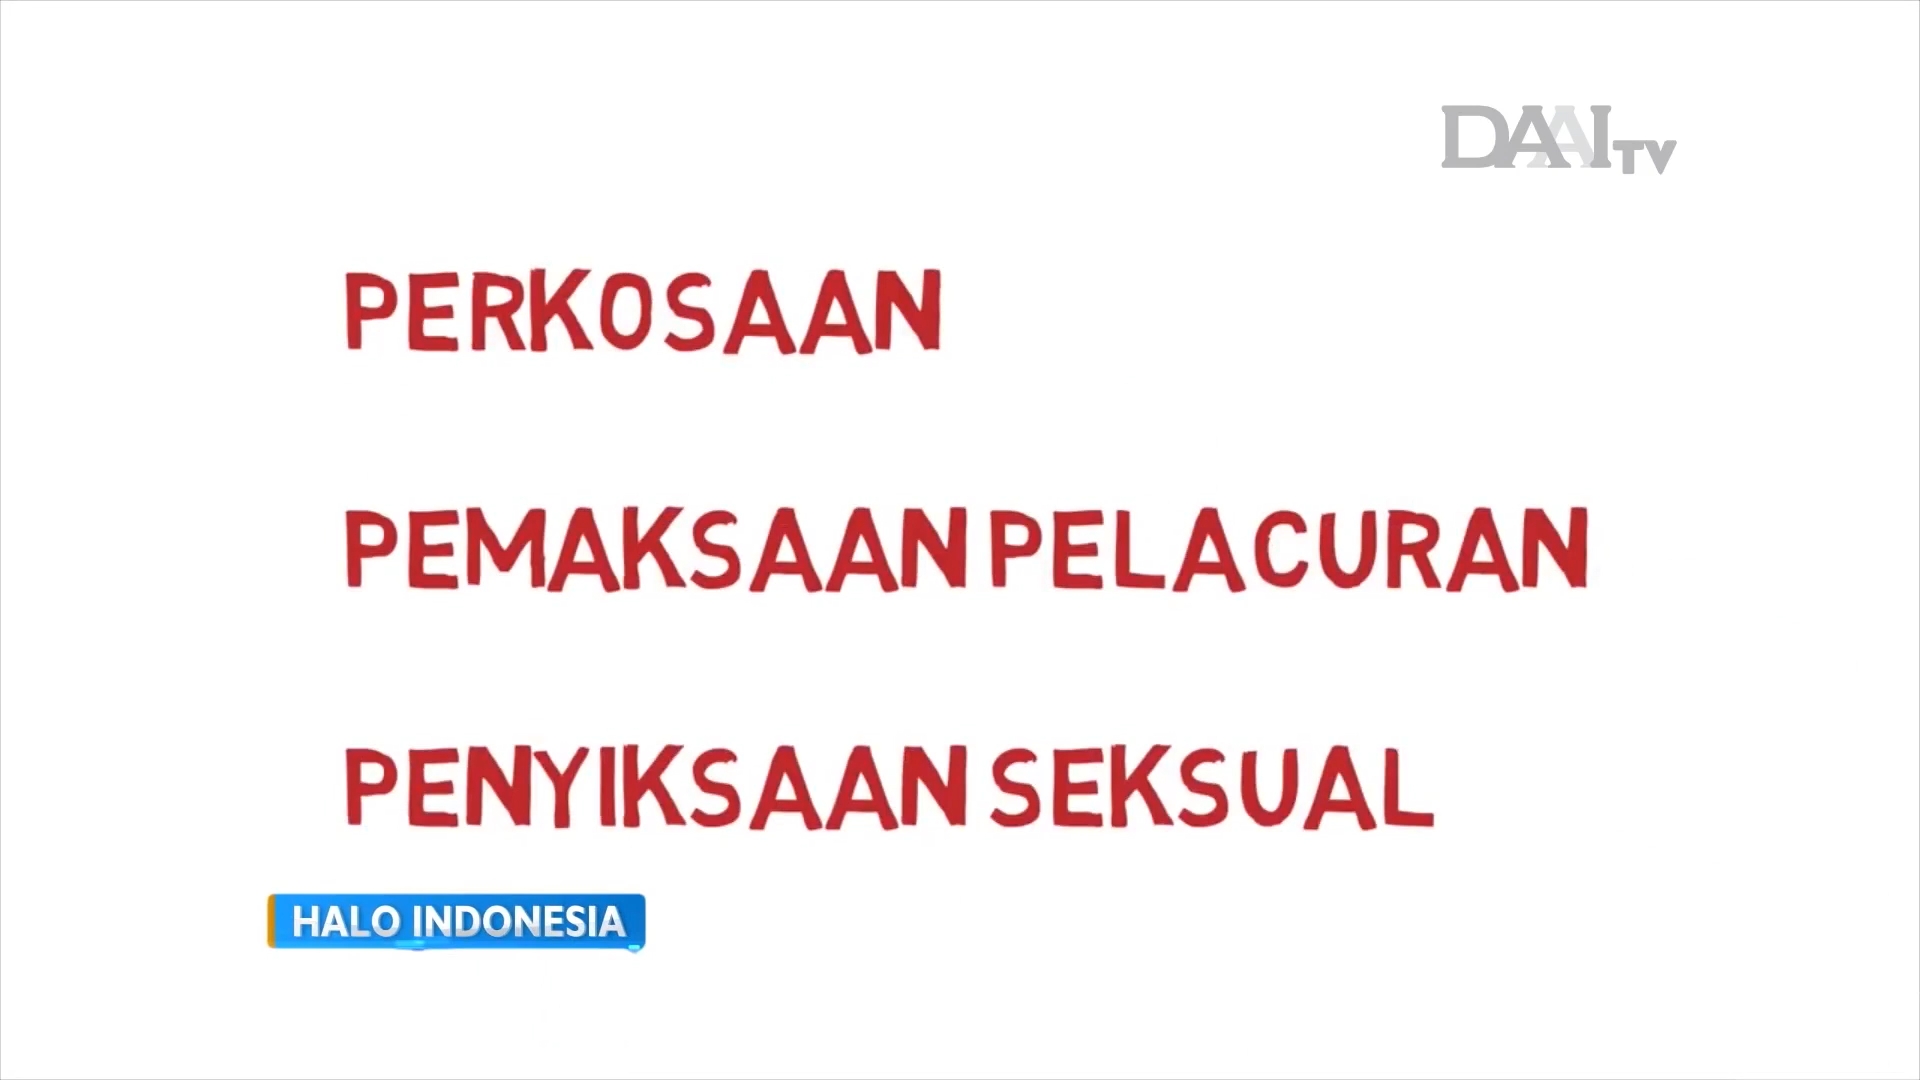 DAAI TV
PERKOSAAN
PEMAKSAAN PELACURAN
PENYIKSAAN SEKSUAL
HALO INDONESIA